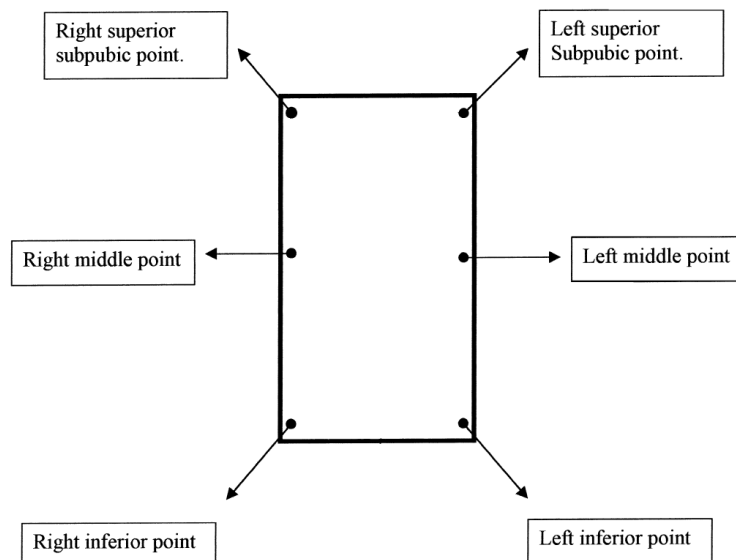 Right superior
subpubic point.
Left superior
Subpubic point.
Right middle point
Left middle point
Right inferior point
Left inferior point